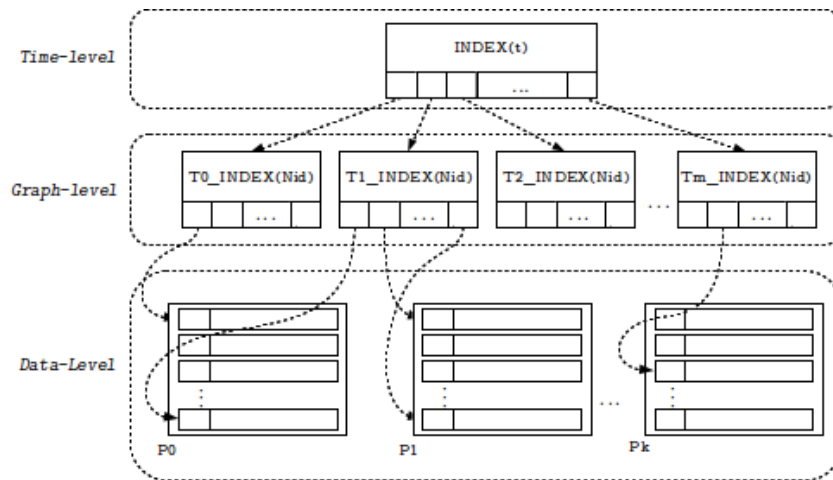 INDEX(t)
Time-level
...
T0_INDEX(Nid)
T1_INDEX(Nid)
T2_INDEX(Nid)
Tm_INDEX(Nid)
Graph-level
...
...
...
...
...
Data-Level
...
P0
P1
Pk